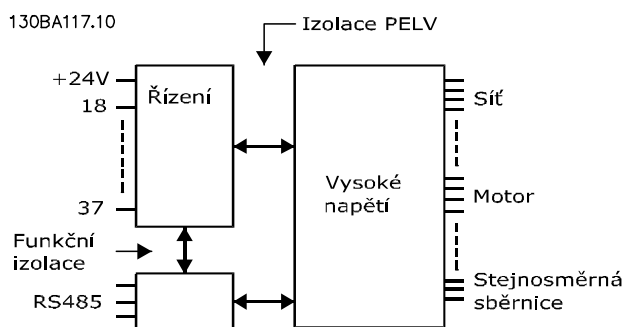 130BA117.10
Izolace PELV
+24V
18
37
Řízení
Vysoké
napětí
Síť
Motor
Stejnosměrná
sběrnice
Funkční
izolace
RS485